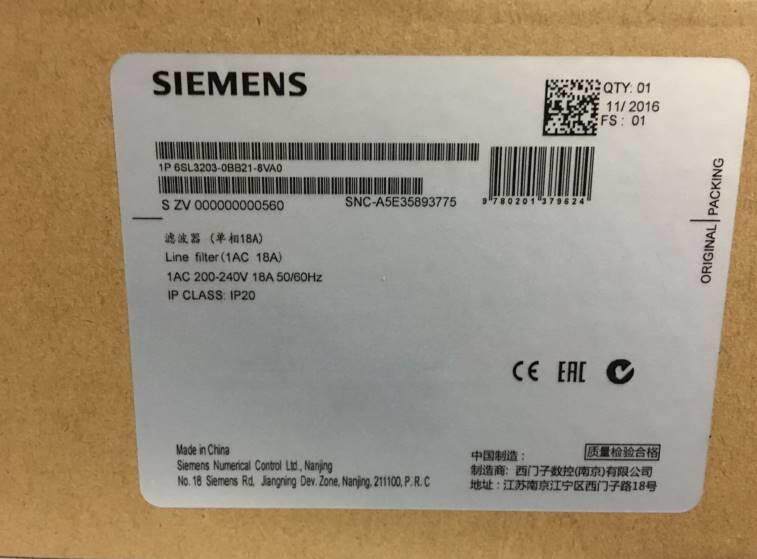 SIEMENS
QTY: 01
11/ 2016
FS : 01
1P 6SL3203-0BB21-8VA0
S ZV 000000000560
SNC-A5E35893775
9 780201 379624
ORIGINAL PACKING
滤波器 (单相18A)
Line filter(1AC 18A)
1AC 200-240V 18A 50/60Hz
IP CLASS: IP20
CE EAC
Made in China
Siemens Numerical Control Ltd., Nanjing
No. 18 Siemens Rd, Jiangning Dev. Zone, Nanjing, 211100, P. R. C
中国制造：
质量检验合格
制造商: 西门子数控(南京)有限公司
地址: 江苏南京江宁区西门子路18号